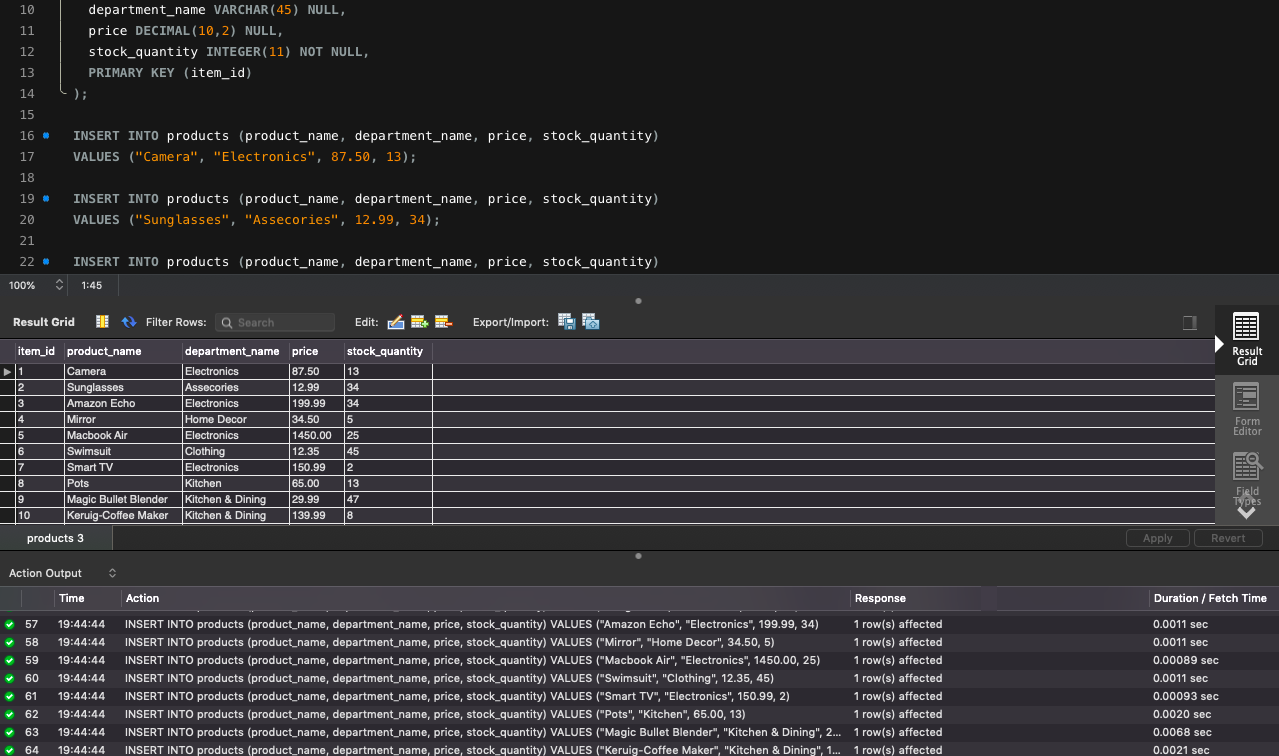 10 department_name VARCHAR(45) NULL,
11 price DECIMAL(10,2) NULL,
12 stock_quantity INTEGER(11) NOT NULL,
13 PRIMARY KEY (item_id)
14 );
15
16 INSERT INTO products (product_name, department_name, price, stock_quantity)
17 VALUES ("Camera", "Electronics", 87.50, 13);
18
19 INSERT INTO products (product_name, department_name, price, stock_quantity)
20 VALUES ("Sunglasses", "Assecories", 12.99, 34);
21
22 INSERT INTO products (product_name, department_name, price, stock_quantity)
100% 1:45
Result Grid Filter Rows: Search Edit: Export/Import:
item_id product_name department_name price stock_quantity
1 Camera Electronics 87.50 13
2 Sunglasses Assecories 12.99 34
3 Amazon Echo Electronics 199.99 34
4 Mirror Home Decor 34.50 5
5 Macbook Air Electronics 1450.00 25
6 Swimsuit Clothing 12.35 45
7 Smart TV Electronics 150.99 2
8 Pots Kitchen 65.00 13
9 Magic Bullet Blender Kitchen & Dining 29.99 47
10 Keruig-Coffee Maker Kitchen & Dining 139.99 8
Result
Grid
Form
Editor
Field
Types
products 3 Apply Revert
Action Output
Time Action Response Duration / Fetch Time
57 19:44:44 INSERT INTO products (product_name, department_name, price, stock_quantity) VALUES ("Amazon Echo", "Electronics", 199.99, 34) 1 row(s) affected 0.0011 sec
58 19:44:44 INSERT INTO products (product_name, department_name, price, stock_quantity) VALUES ("Mirror", "Home Decor", 34.50, 5) 1 row(s) affected 0.0011 sec
59 19:44:44 INSERT INTO products (product_name, department_name, price, stock_quantity) VALUES ("Macbook Air", "Electronics", 1450.00, 25) 1 row(s) affected 0.00089 sec
60 19:44:44 INSERT INTO products (product_name, department_name, price, stock_quantity) VALUES ("Swimsuit", "Clothing", 12.35, 45) 1 row(s) affected 0.0011 sec
61 19:44:44 INSERT INTO products (product_name, department_name, price, stock_quantity) VALUES ("Smart TV", "Electronics", 150.99, 2) 1 row(s) affected 0.00093 sec
62 19:44:44 INSERT INTO products (product_name, department_name, price, stock_quantity) VALUES ("Pots", "Kitchen", 65.00, 13) 1 row(s) affected 0.0020 sec
63 19:44:44 INSERT INTO products (product_name, department_name, price, stock_quantity) VALUES ("Magic Bullet Blender", "Kitchen & Dining", 2... 1 row(s) affected 0.0068 sec
64 19:44:44 INSERT INTO products (product_name, department_name, price, stock_quantity) VALUES ("Keruig-Coffee Maker", "Kitchen & Dining", 1... 1 row(s) affected 0.0021 sec